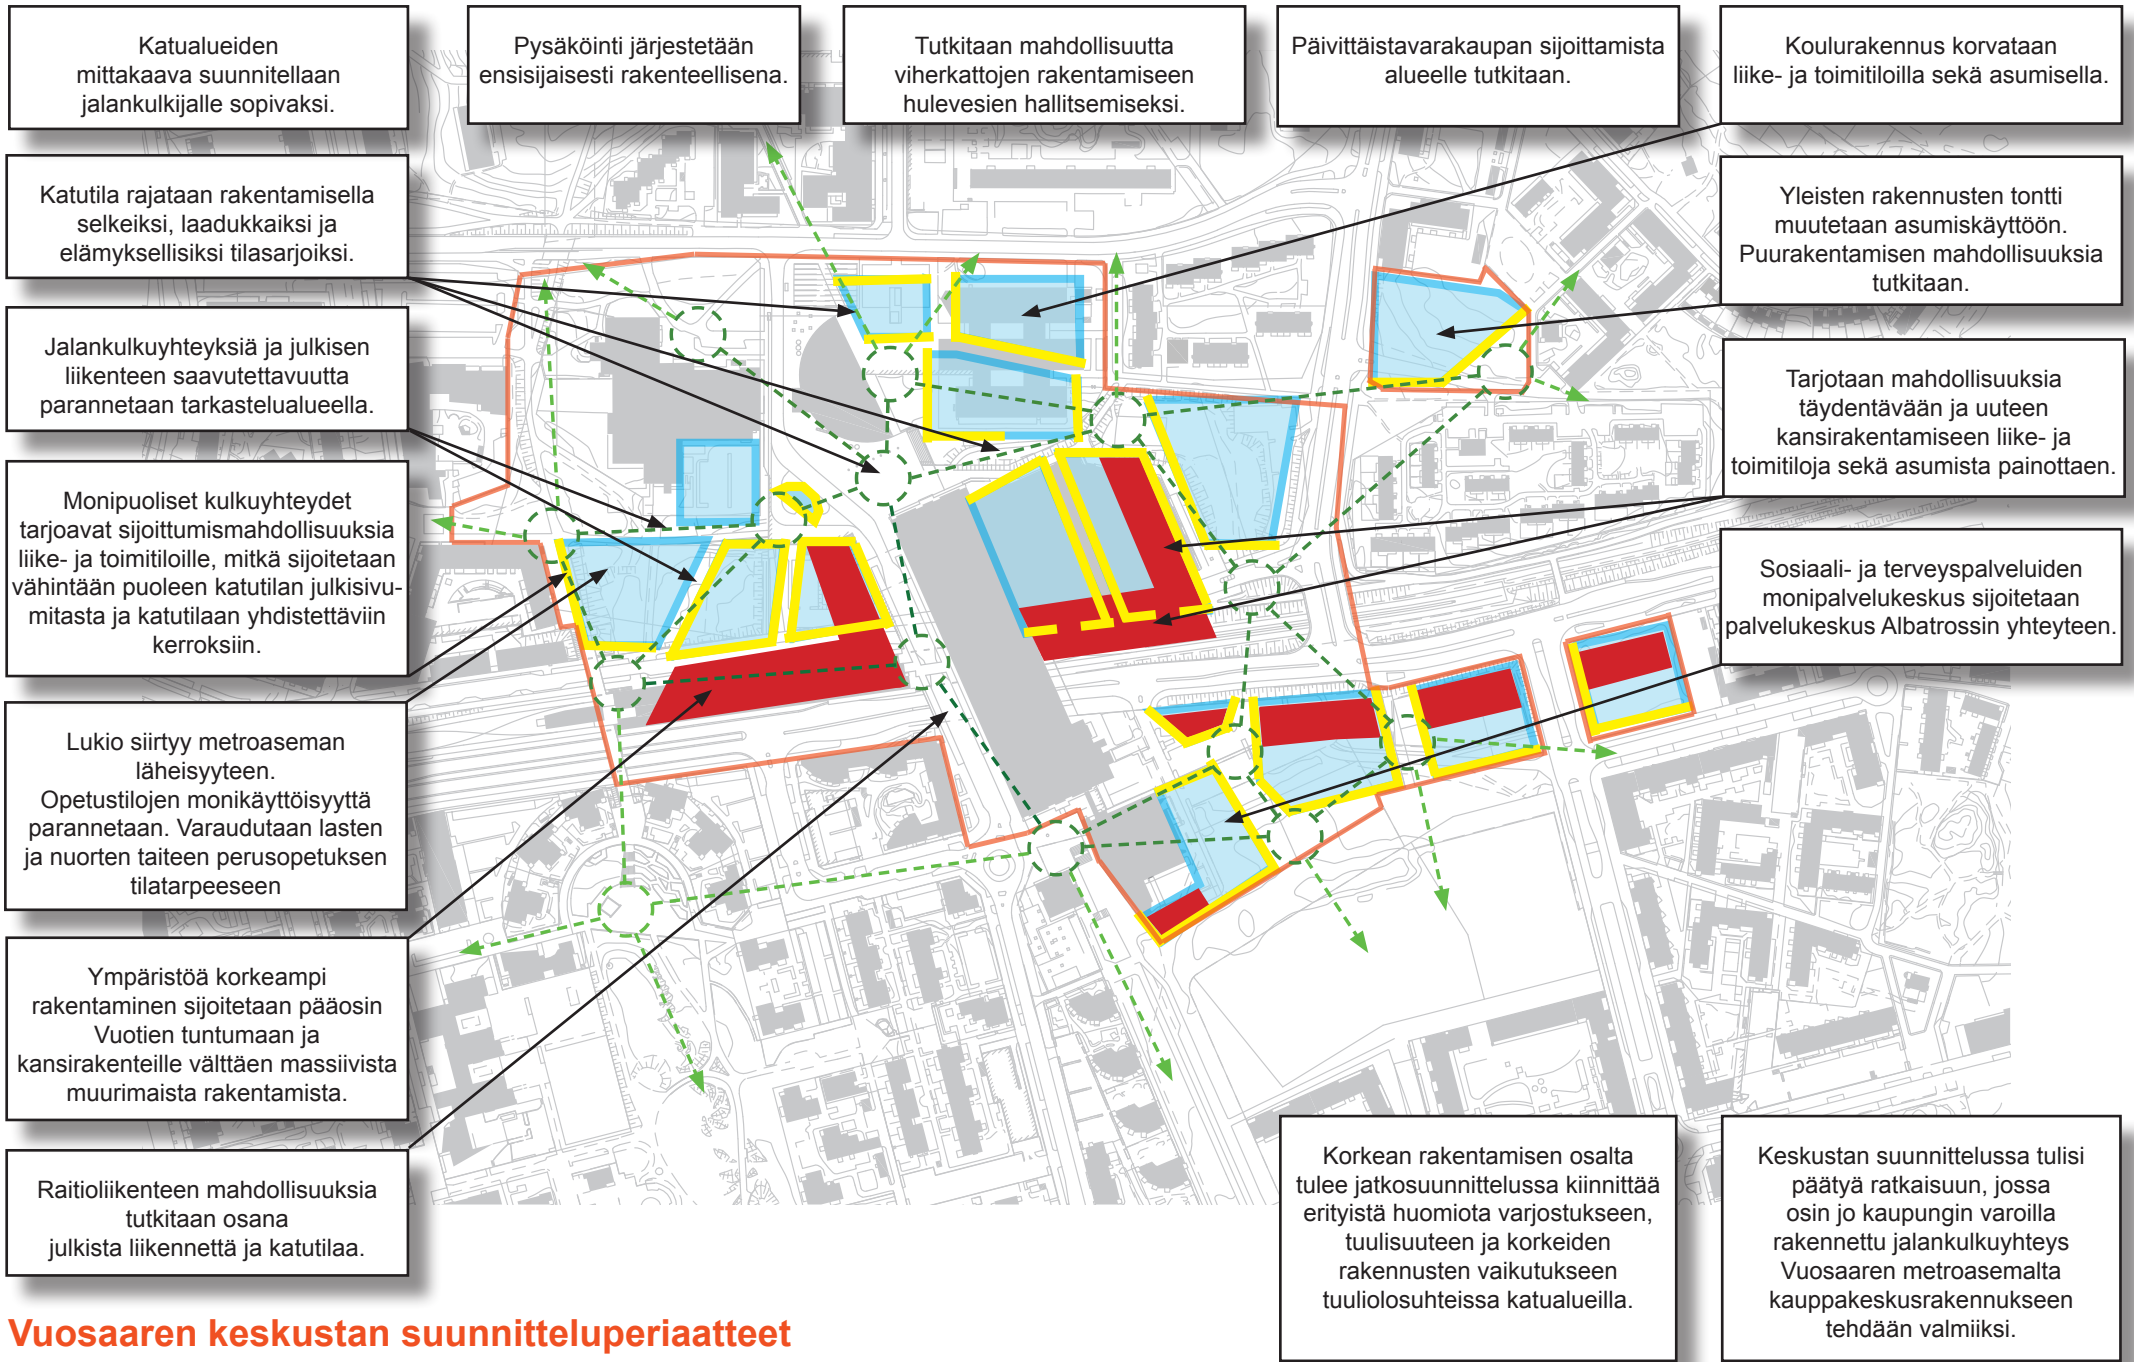 Katualueiden
mittakaava suunnitellaan
jalankulkijalle sopivaksi.
Pysäköinti järjestetään
ensisijaisesti rakenteellisena.
Tutkitaan mahdollisuutta
viherkattojen rakentamiseen
hulevesien hallitsemiseksi.
Päivittäistavarakaupan sijoittamista
alueelle tutkitaan.
Koulurakennus korvataan
liike- ja toimitiloilla sekä asumisella.
Katutila rajataan rakentamisella
selkeiksi, laadukkaiksi ja
elämyksellisiksi tilasarjoiksi.
Yleisten rakennusten tontti
muutetaan asumiskäyttöön.
Puurakentamisen mahdollisuuksia
tutkitaan.
Jalankulkuyhteyksiä ja julkisen
liikenteen saavutettavuutta
parannetaan tarkastelualueella.
Tarjotaan mahdollisuuksia
täydentävään ja uuteen
kansirakentamiseen liike- ja
toimitiloja sekä asumista painottaen.
Monipuoliset kulkuyhteydet
tarjoavat sijoittumismahdollisuuksia
liike- ja toimitiloille, mitkä sijoitetaan
vähintään puoleen katutilan julkisivu-
mitasta ja katutilaan yhdistettäviin
kerroksiin.
Sosiaali- ja terveyspalveluiden
monipalvelukeskus sijoitetaan
palvelukeskus Albatrossin yhteyteen.
Lukio siirtyy metroaseman
läheisyyteen.
Opetustilojen monikäyttöisyyttä
parannetaan. Varaudutaan lasten
ja nuorten taiteen perusopetuksen
tilatarpeeseen
Ympäristöä korkeampi
rakentaminen sijoitetaan pääosin
Vuotien tuntumaan ja
kansirakenteille välttäen massiivista
muurimaista rakentamista.
Raitioliikenteen mahdollisuuksia
tutkitaan osana
julkista liikennettä ja katutilaa.
Korkean rakentamisen osalta
tulee jatkosuunnittelussa kiinnittää
erityistä huomiota varjostukseen,
tuulisuuteen ja korkeiden
rakennusten vaikutukseen
tuuliolosuhteissa katualueilla.
Keskustan suunnittelussa tulisi
päätyä ratkaisuun, jossa
osin jo kaupungin varoilla
rakennettu jalankulkuyhteys
Vuosaaren metroasemalta
kauppakeskusrakennukseen
tehdään valmiiksi.
Vuosaaren keskustan suunnitteluperiaatteet